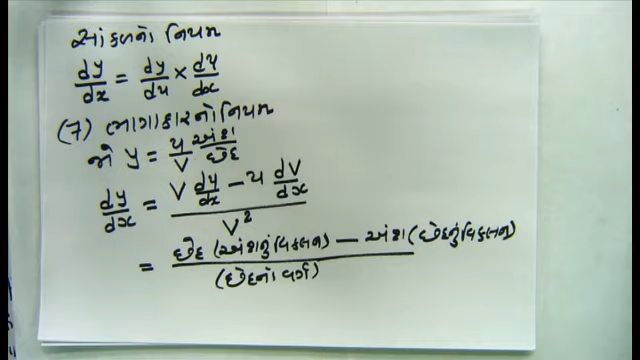 સાંકળનો નિયમ
dy/dx = dy/du × du/dx
(7) ભાગાકારનો નિયમ
જો y = u/v અંશ/છેદ
dy/dx = (v du/dx − u dv/dx) / v²
= (છેદ (અંશનું વિકલન) − અંશ (છેદનું વિકલન)) / (છેદનો વર્ગ)